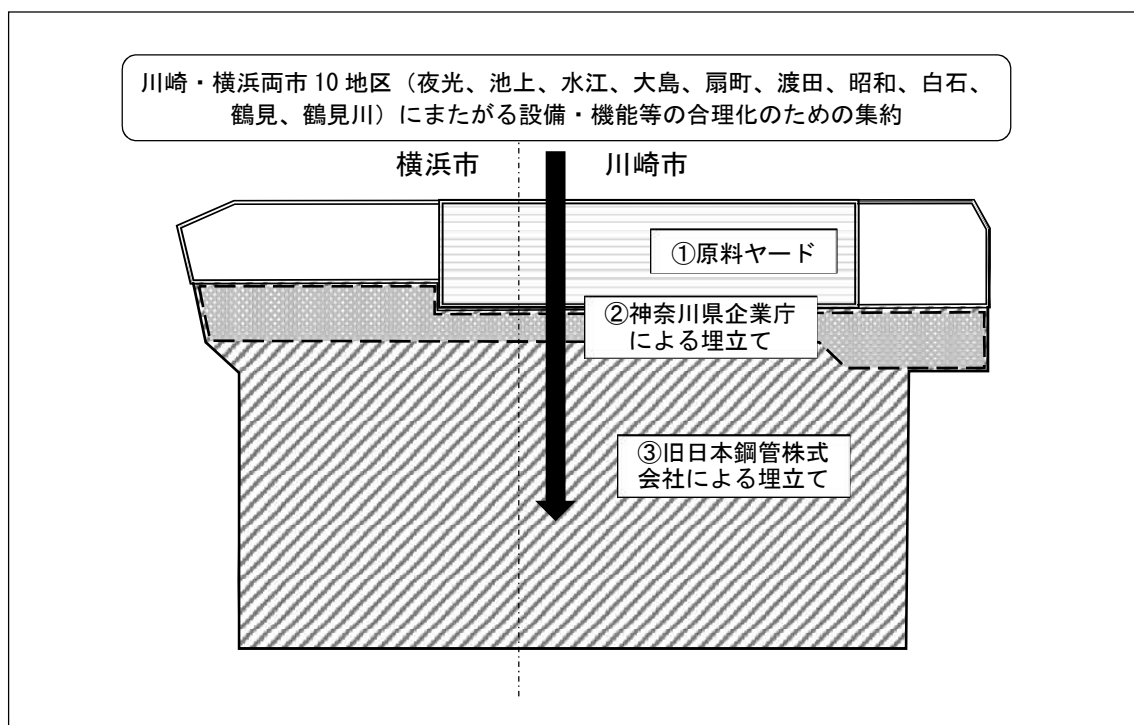 川崎・横浜両市 10 地区（夜光、池上、水江、大島、扇町、渡田、昭和、白石、
鶴見、鶴見川）にまたがる設備・機能等の合理化のための集約
横浜市
川崎市
①原料ヤード
②神奈川県企業庁
による埋立て
③旧日本鋼管株式
会社による埋立て